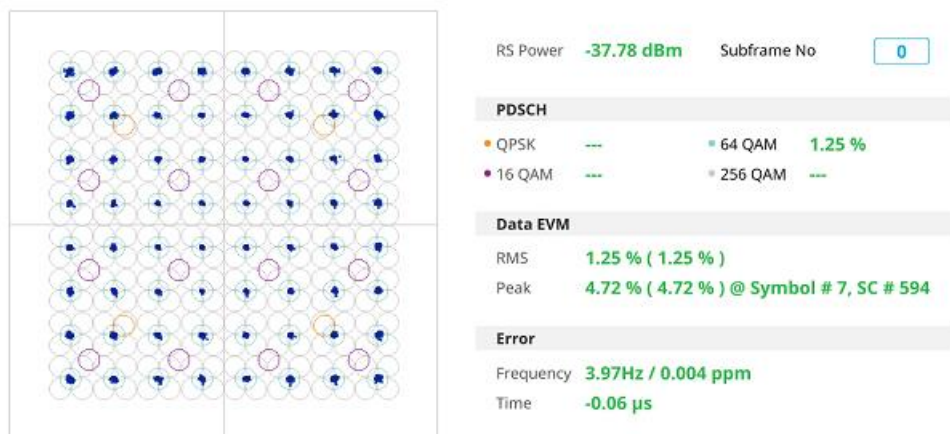 RS Power -37.78 dBm Subframe No 0
PDSCH
QPSK --- 64 QAM 1.25 %
16 QAM --- 256 QAM ---
Data EVM
RMS 1.25 % ( 1.25 % )
Peak 4.72 % ( 4.72 % ) @ Symbol # 7, SC # 594
Error
Frequency 3.97Hz / 0.004 ppm
Time -0.06 µs